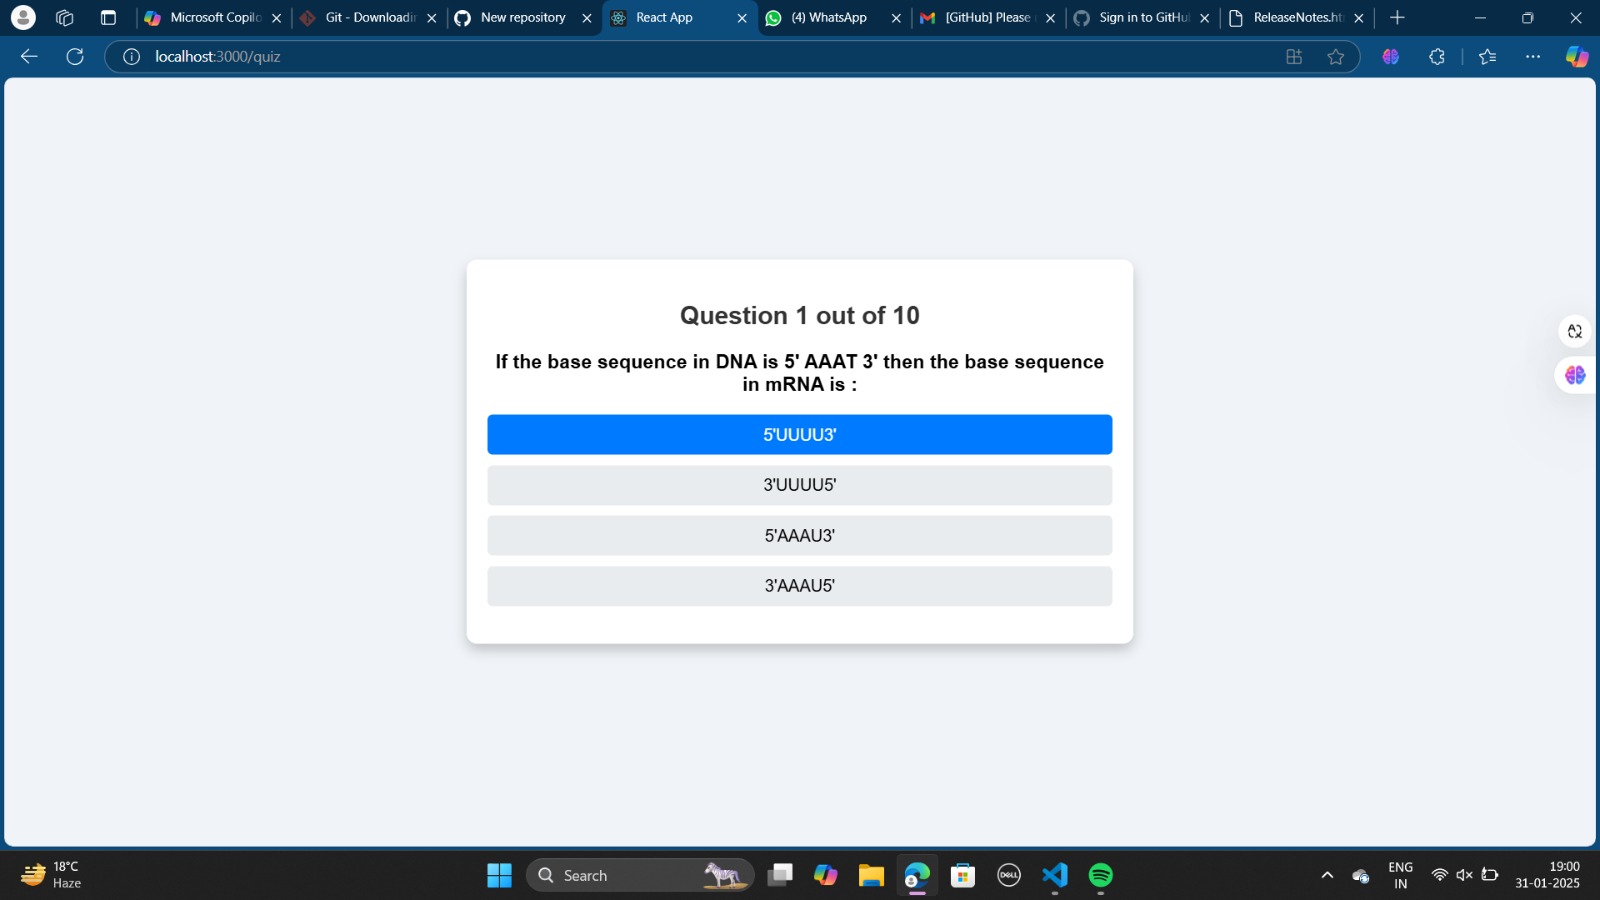 Microsoft Copilo
Git - Downloadin
New repository
React App
(4) WhatsApp
[GitHub] Please
Sign in to GitHu
ReleaseNotes.ht
localhost:3000/quiz
Question 1 out of 10
If the base sequence in DNA is 5' AAAT 3' then the base sequence
in mRNA is :
5'UUUU3'
3'UUUU5'
5'AAAU3'
3'AAAU5'
18°C
Haze
Search
DELL
ENG
IN
19:00
31-01-2025